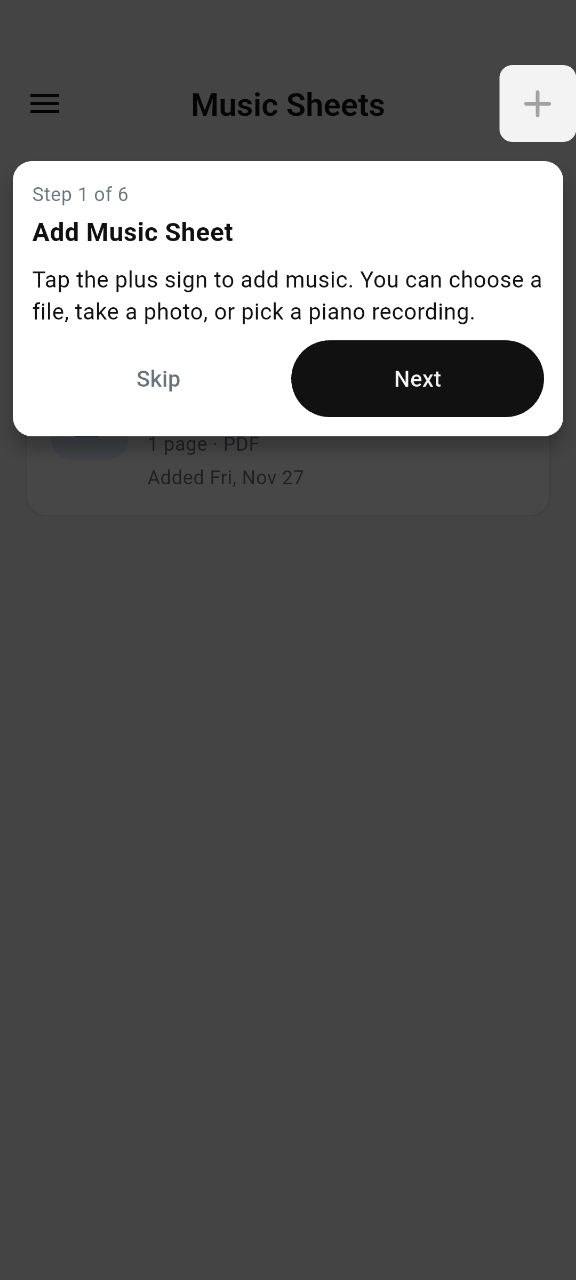 Music Sheets
Step 1 of 6
Add Music Sheet
Tap the plus sign to add music. You can choose a
file, take a photo, or pick a piano recording.
Skip
Next
1 page · PDF
Added Fri, Nov 27